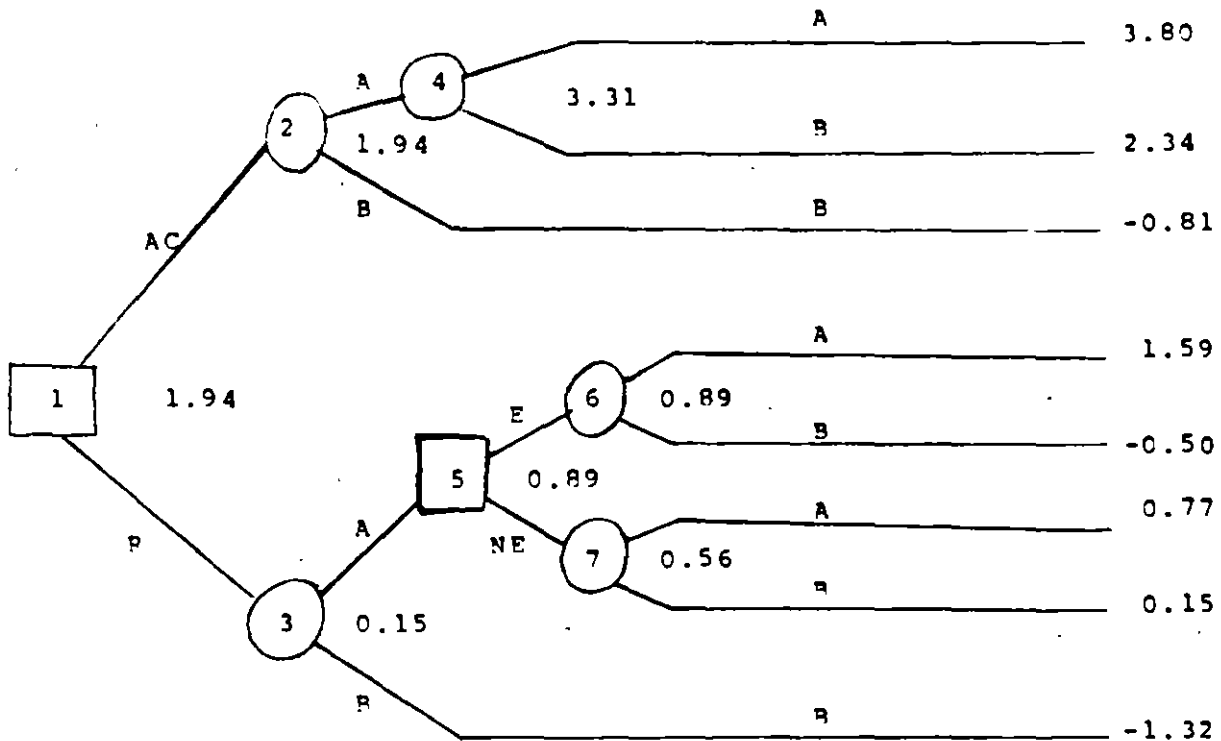 A 3.80
A 4 3.31
2 1.94 B 2.34
B B -0.81
AC
A 1.59
1 1.94 6 0.89
E B -0.50
5 0.89
A 0.77
A NE 7 0.56
P B 0.15
3 0.15
B B -1.32